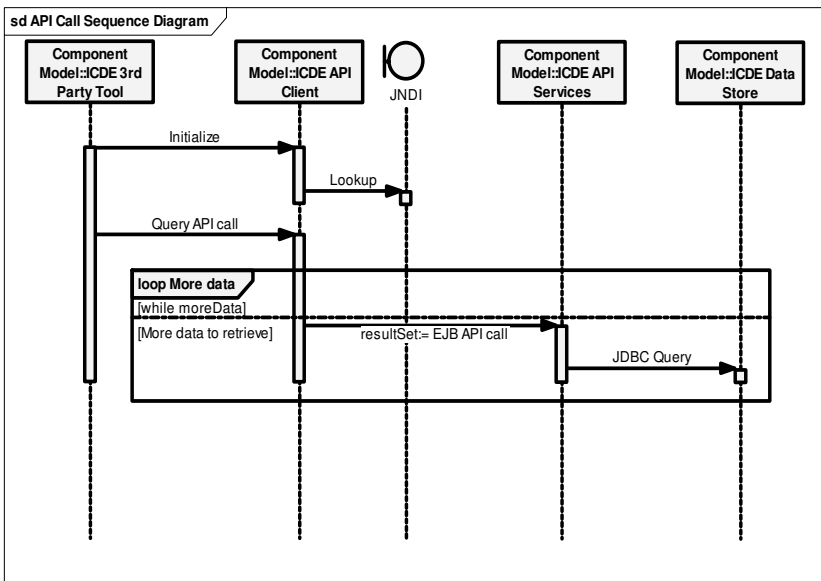 sd API Call Sequence Diagram
Component
Model::ICDE 3rd
Party Tool
Component
Model::ICDE API
Client
JNDI
Component
Model::ICDE API
Services
Component
Model::ICDE Data
Store
Initialize
Lookup
Query API call
loop More data
[while moreData]
[More data to retrieve]
resultSet:= EJB API call
JDBC Query